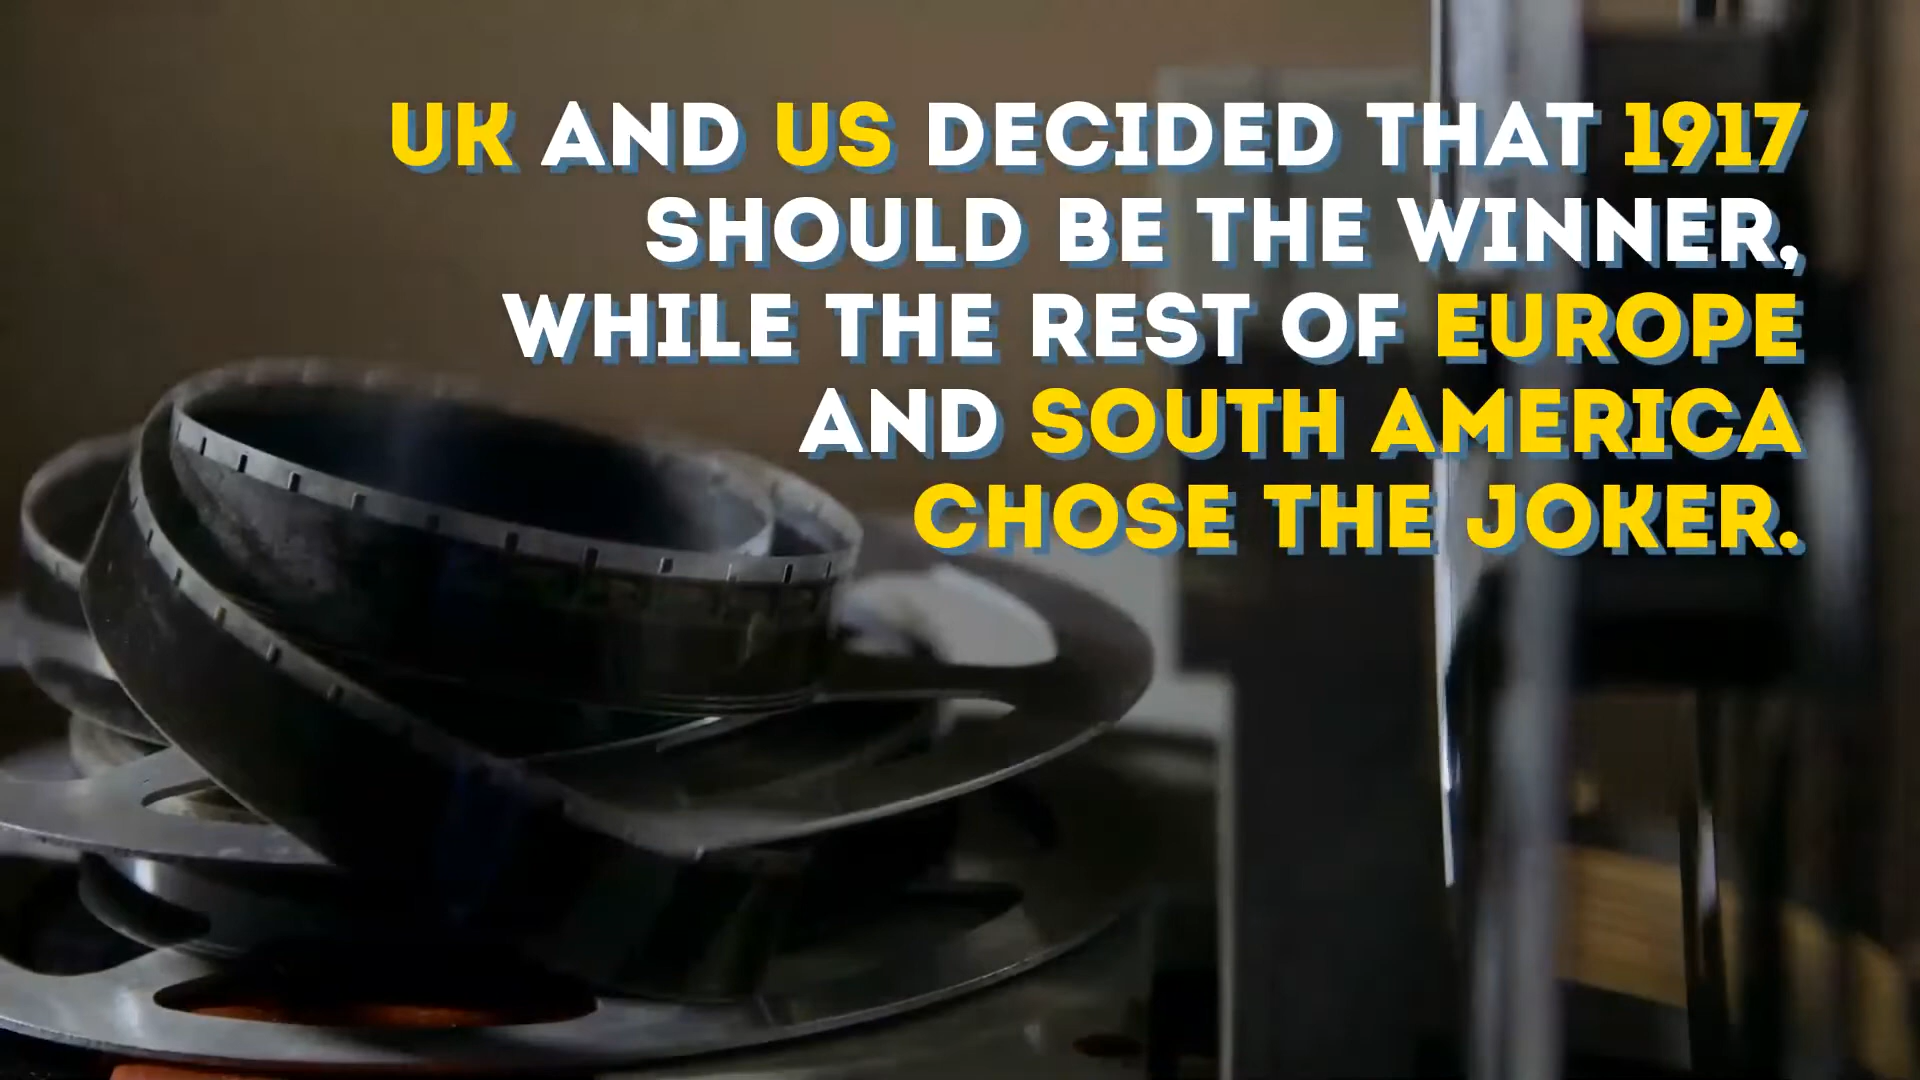 UK AND US DECIDED THAT 1917
SHOULD BE THE WINNER,
WHILE THE REST OF EUROPE
AND SOUTH AMERICA
CHOSE THE JOKER.